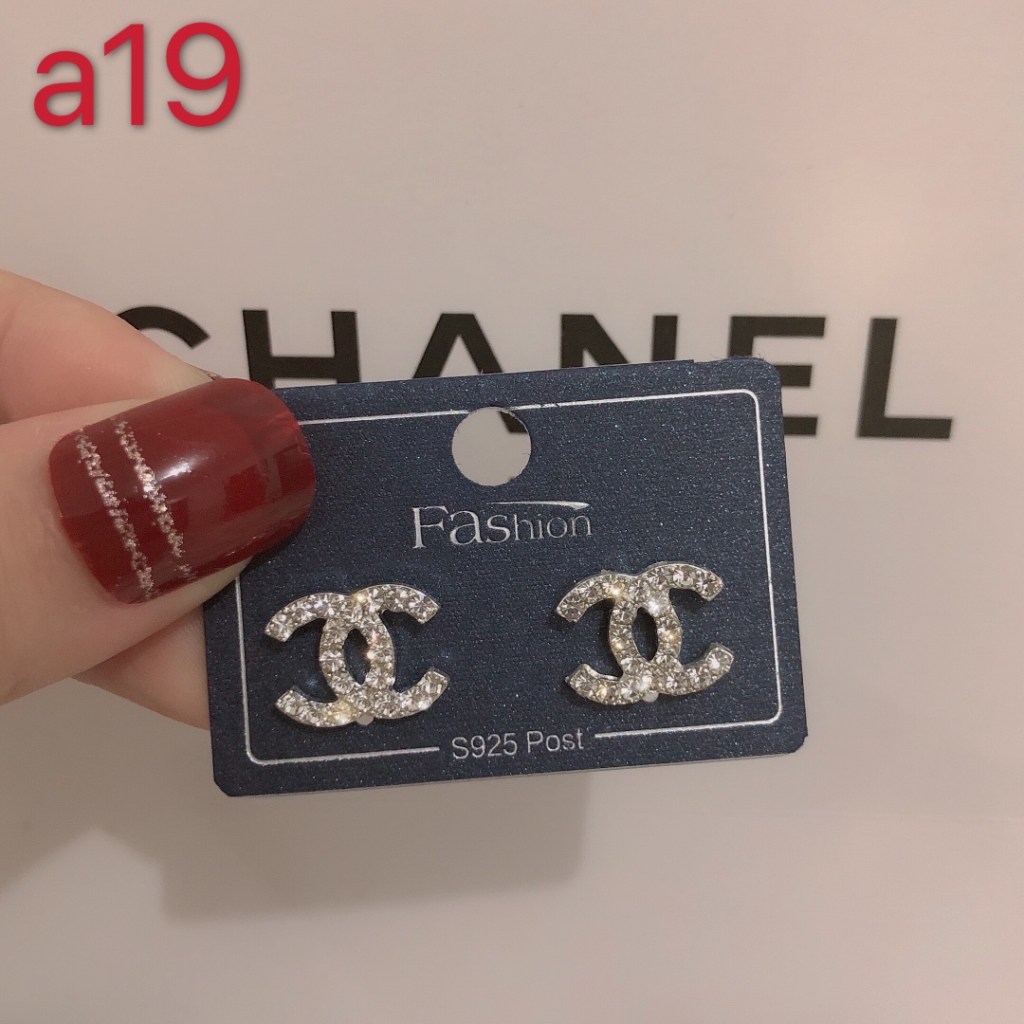 a19
CHANEL
Fashion
S925 Post